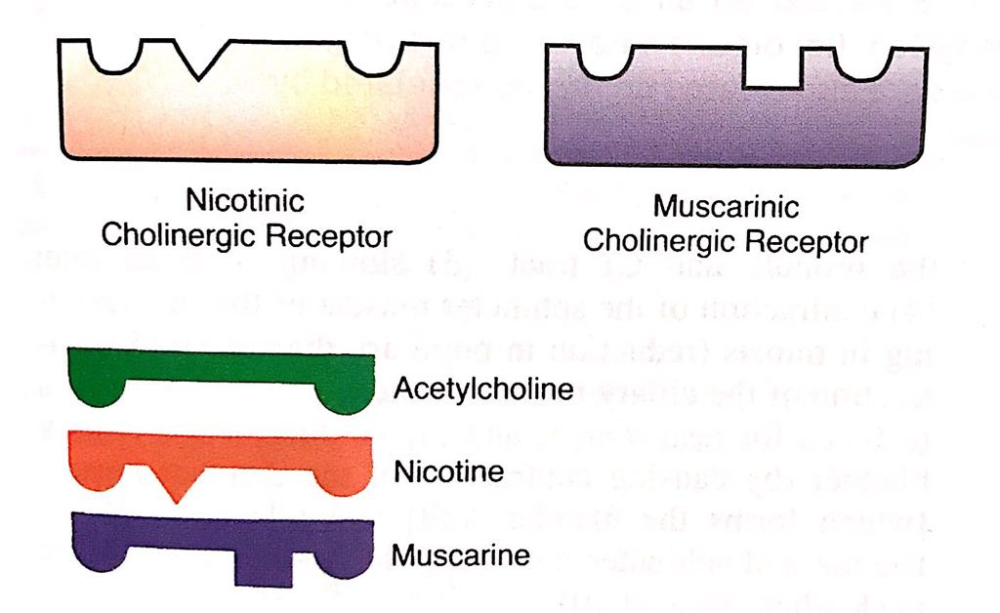 Nicotinic
Cholinergic Receptor
Muscarinic
Cholinergic Receptor
Acetylcholine
Nicotine
Muscarine